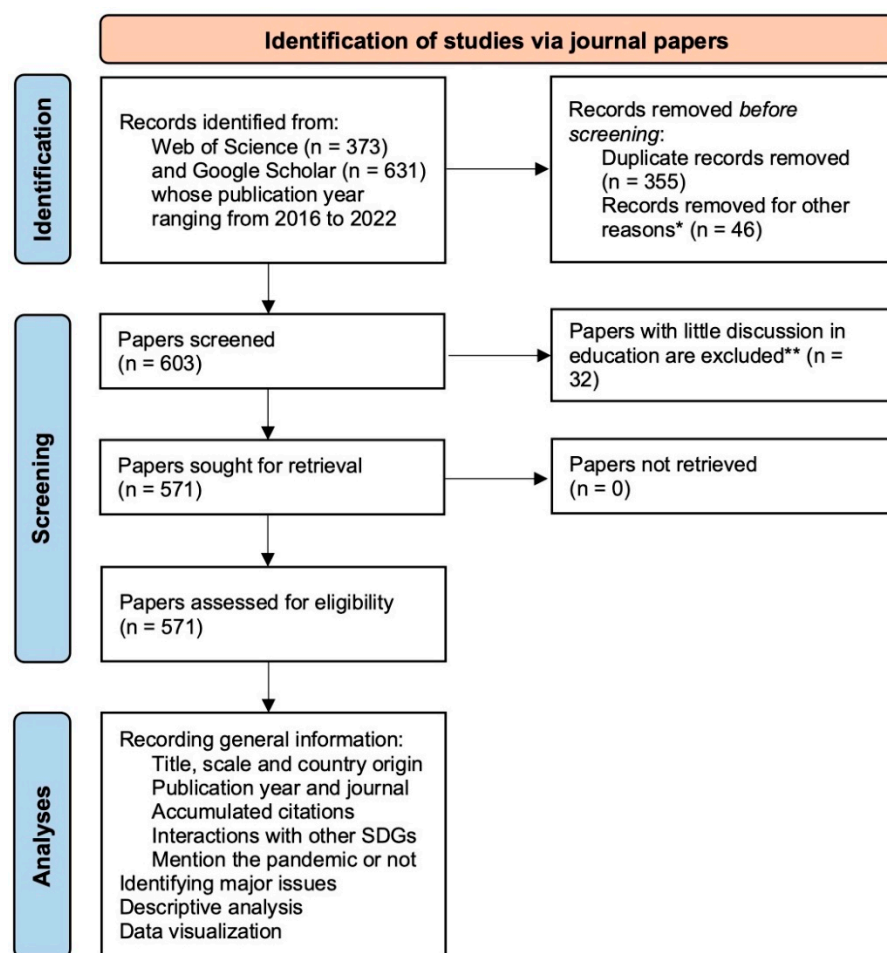 Identification of studies via journal papers
Identification
Records identified from:
Web of Science (n = 373)
and Google Scholar (n = 631)
whose publication year
ranging from 2016 to 2022
Records removed before
screening:
Duplicate records removed
(n = 355)
Records removed for other
reasons* (n = 46)
Screening
Papers screened
(n = 603)
Papers with little discussion in
education are excluded** (n =
32)
Papers sought for retrieval
(n = 571)
Papers not retrieved
(n = 0)
Papers assessed for eligibility
(n = 571)
Analyses
Recording general information:
Title, scale and country origin
Publication year and journal
Accumulated citations
Interactions with other SDGs
Mention the pandemic or not
Identifying major issues
Descriptive analysis
Data visualization